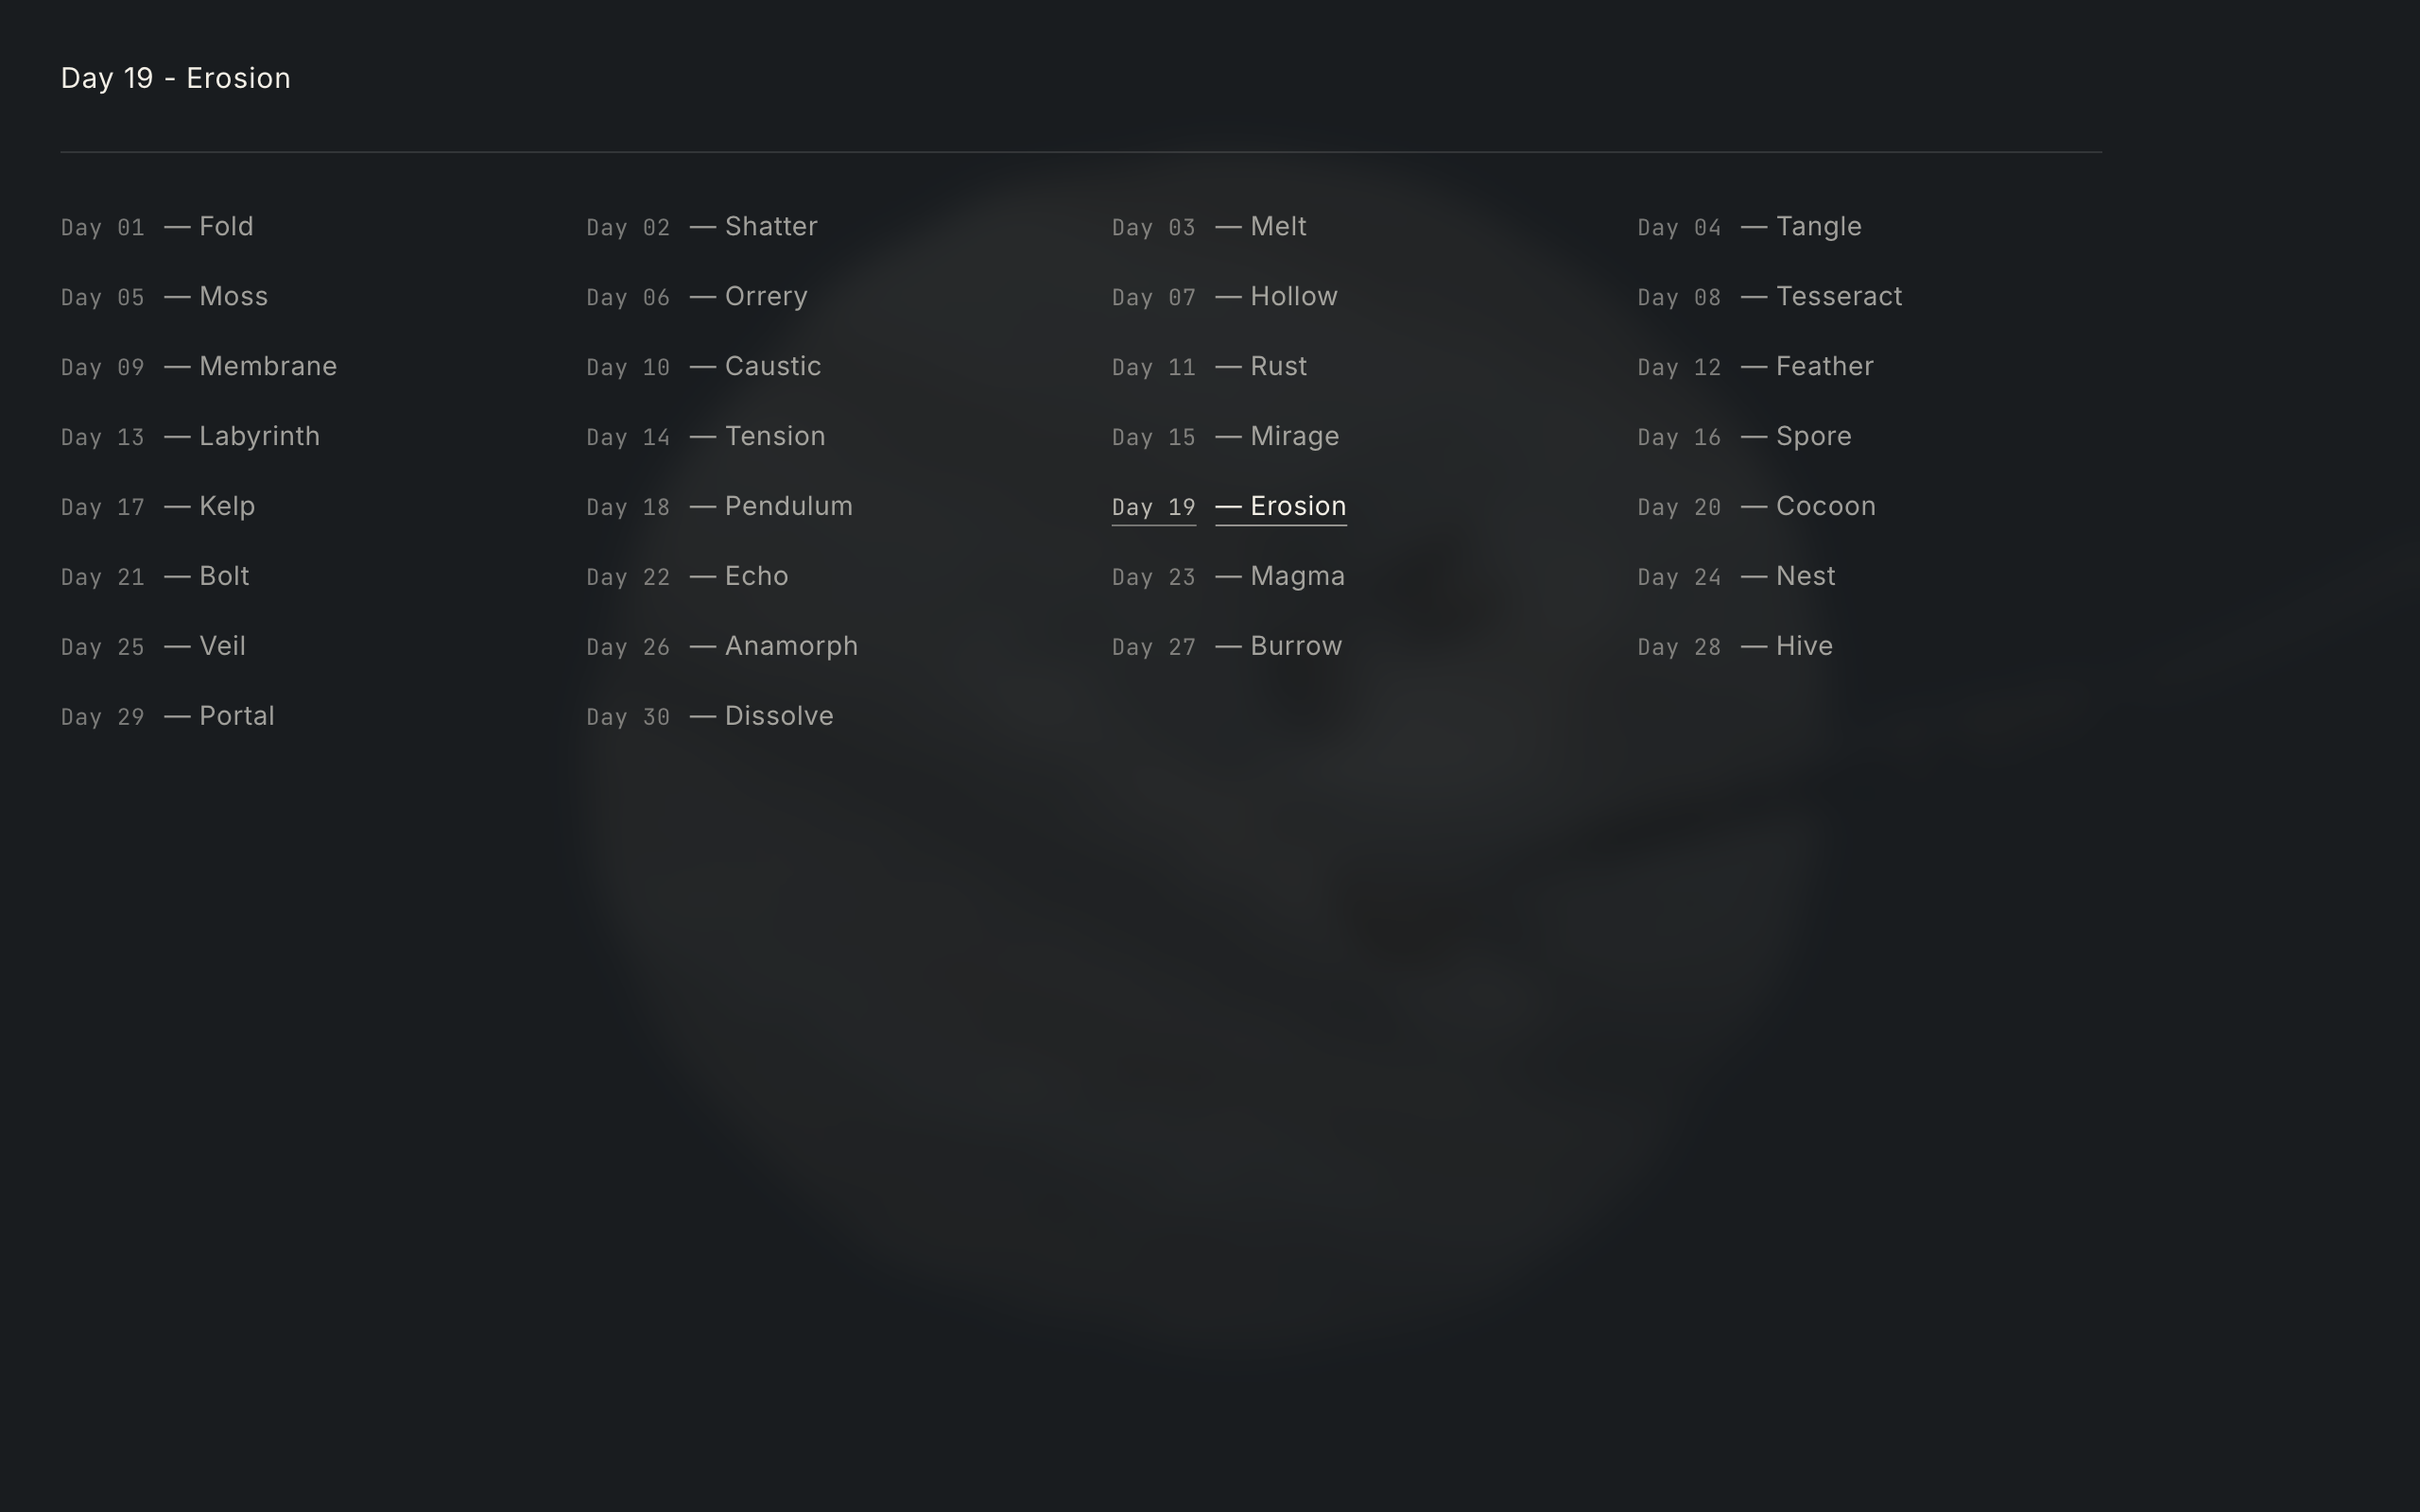 Day 19 - Erosion
Day 01 — Fold
Day 02 — Shatter
Day 03 — Melt
Day 04 — Tangle
Day 05 — Moss
Day 06 — Orrery
Day 07 — Hollow
Day 08 — Tesseract
Day 09 — Membrane
Day 10 — Caustic
Day 11 — Rust
Day 12 — Feather
Day 13 — Labyrinth
Day 14 — Tension
Day 15 — Mirage
Day 16 — Spore
Day 17 — Kelp
Day 18 — Pendulum
Day 19 — Erosion
Day 20 — Cocoon
Day 21 — Bolt
Day 22 — Echo
Day 23 — Magma
Day 24 — Nest
Day 25 — Veil
Day 26 — Anamorph
Day 27 — Burrow
Day 28 — Hive
Day 29 — Portal
Day 30 — Dissolve